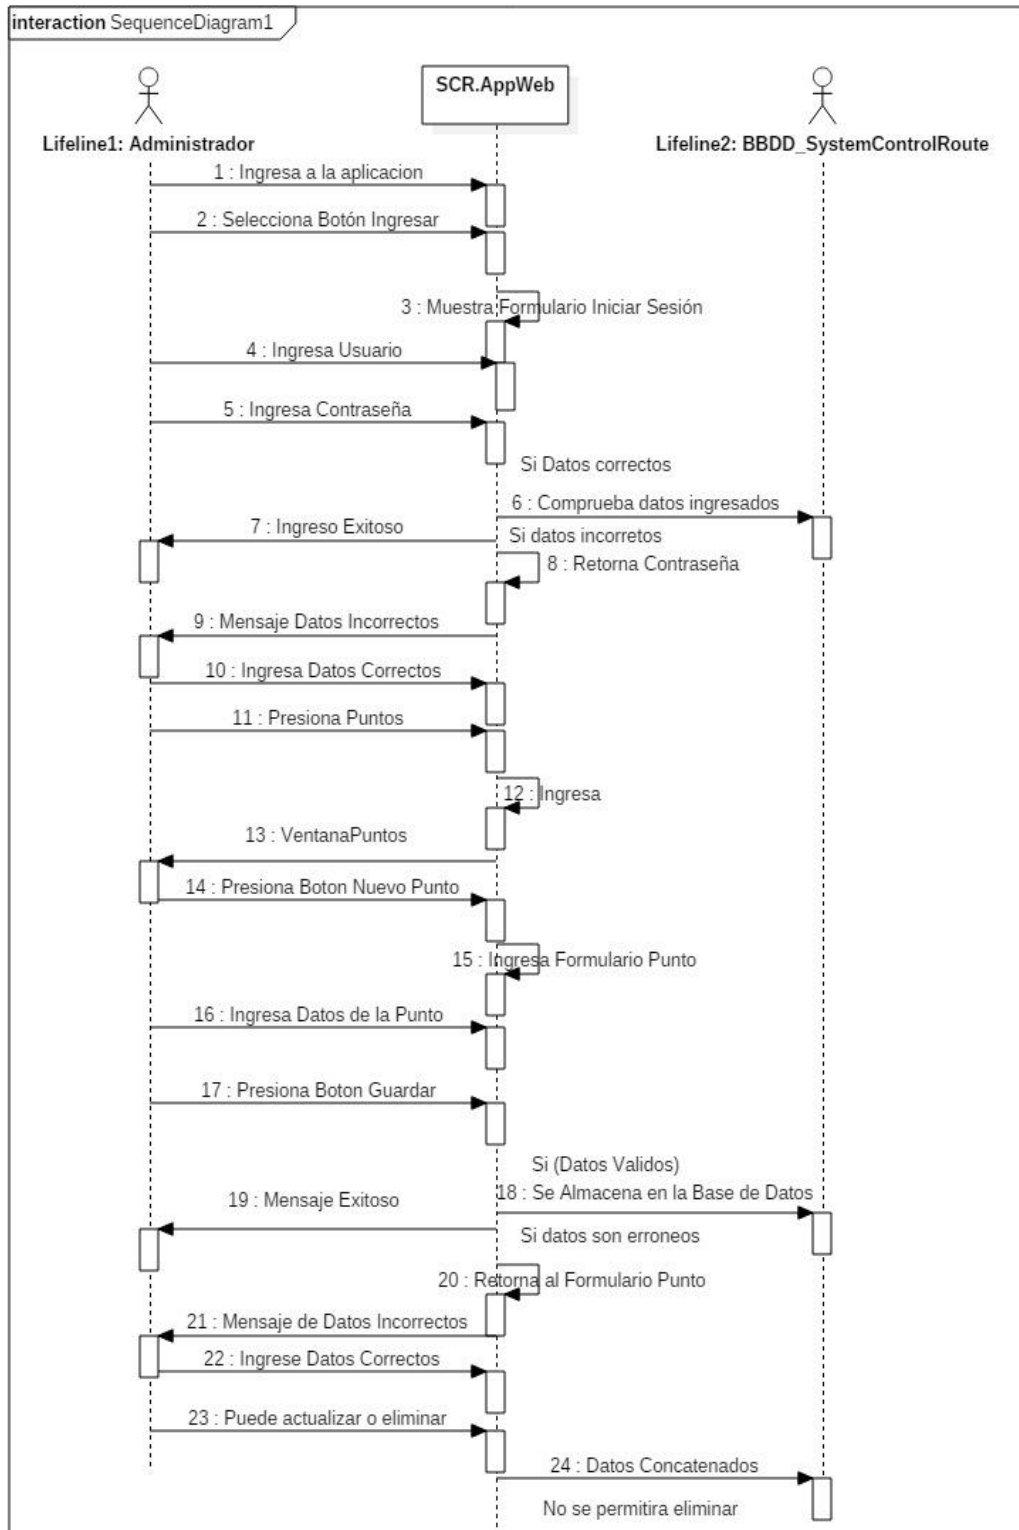 interaction SequenceDiagram1
SCR.AppWeb
Lifeline1: Administrador
Lifeline2: BBDD_SystemControlRoute
1 : Ingresa a la aplicacion
2 : Selecciona Botón Ingresar
3 : Muestra Formulario Iniciar Sesión
4 : Ingresa Usuario
5 : Ingresa Contraseña
Si Datos correctos
6 : Comprueba datos ingresados
7 : Ingreso Exitoso
Si datos incorretos
8 : Retorna Contraseña
9 : Mensaje Datos Incorrectos
10 : Ingresa Datos Correctos
11 : Presiona Puntos
12 : Ingresa
13 : VentanaPuntos
14 : Presiona Boton Nuevo Punto
15 : Ingresa Formulario Punto
16 : Ingresa Datos de la Punto
17 : Presiona Boton Guardar
Si (Datos Validos)
18 : Se Almacena en la Base de Datos
19 : Mensaje Exitoso
Si datos son erroneos
20 : Retorna al Formulario Punto
21 : Mensaje de Datos Incorrectos
22 : Ingrese Datos Correctos
23 : Puede actualizar o eliminar
24 : Datos Concatenados
No se permitira eliminar